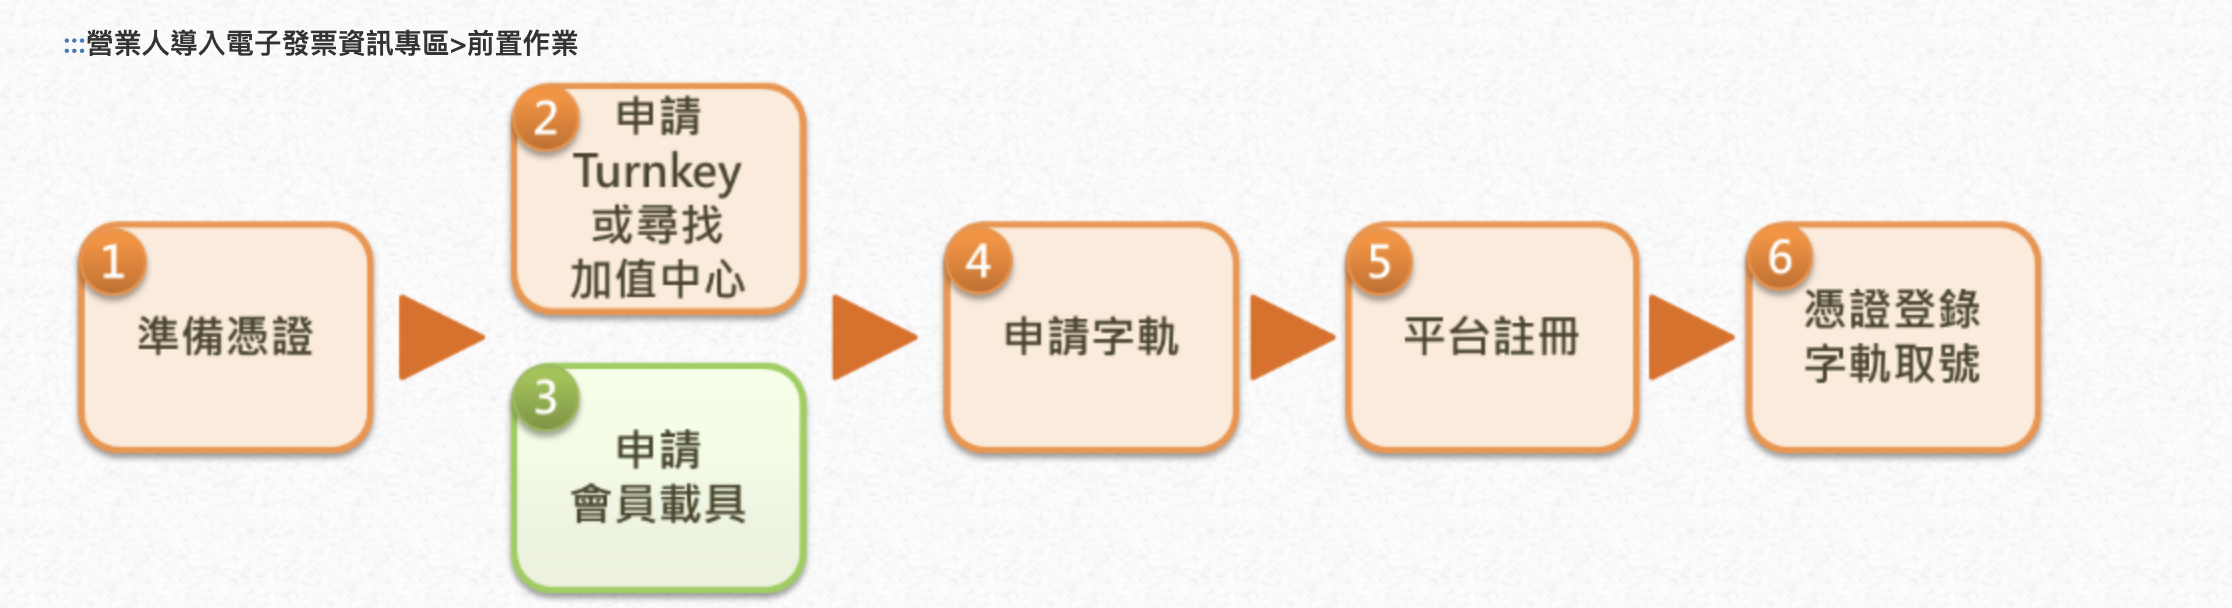 :::營業人導入電子發票資訊專區>前置作業
1
準備憑證
2
申請
Turnkey
或尋找
加值中心
3
申請
會員載具
4
申請字軌
5
平台註冊
6
憑證登錄
字軌取號